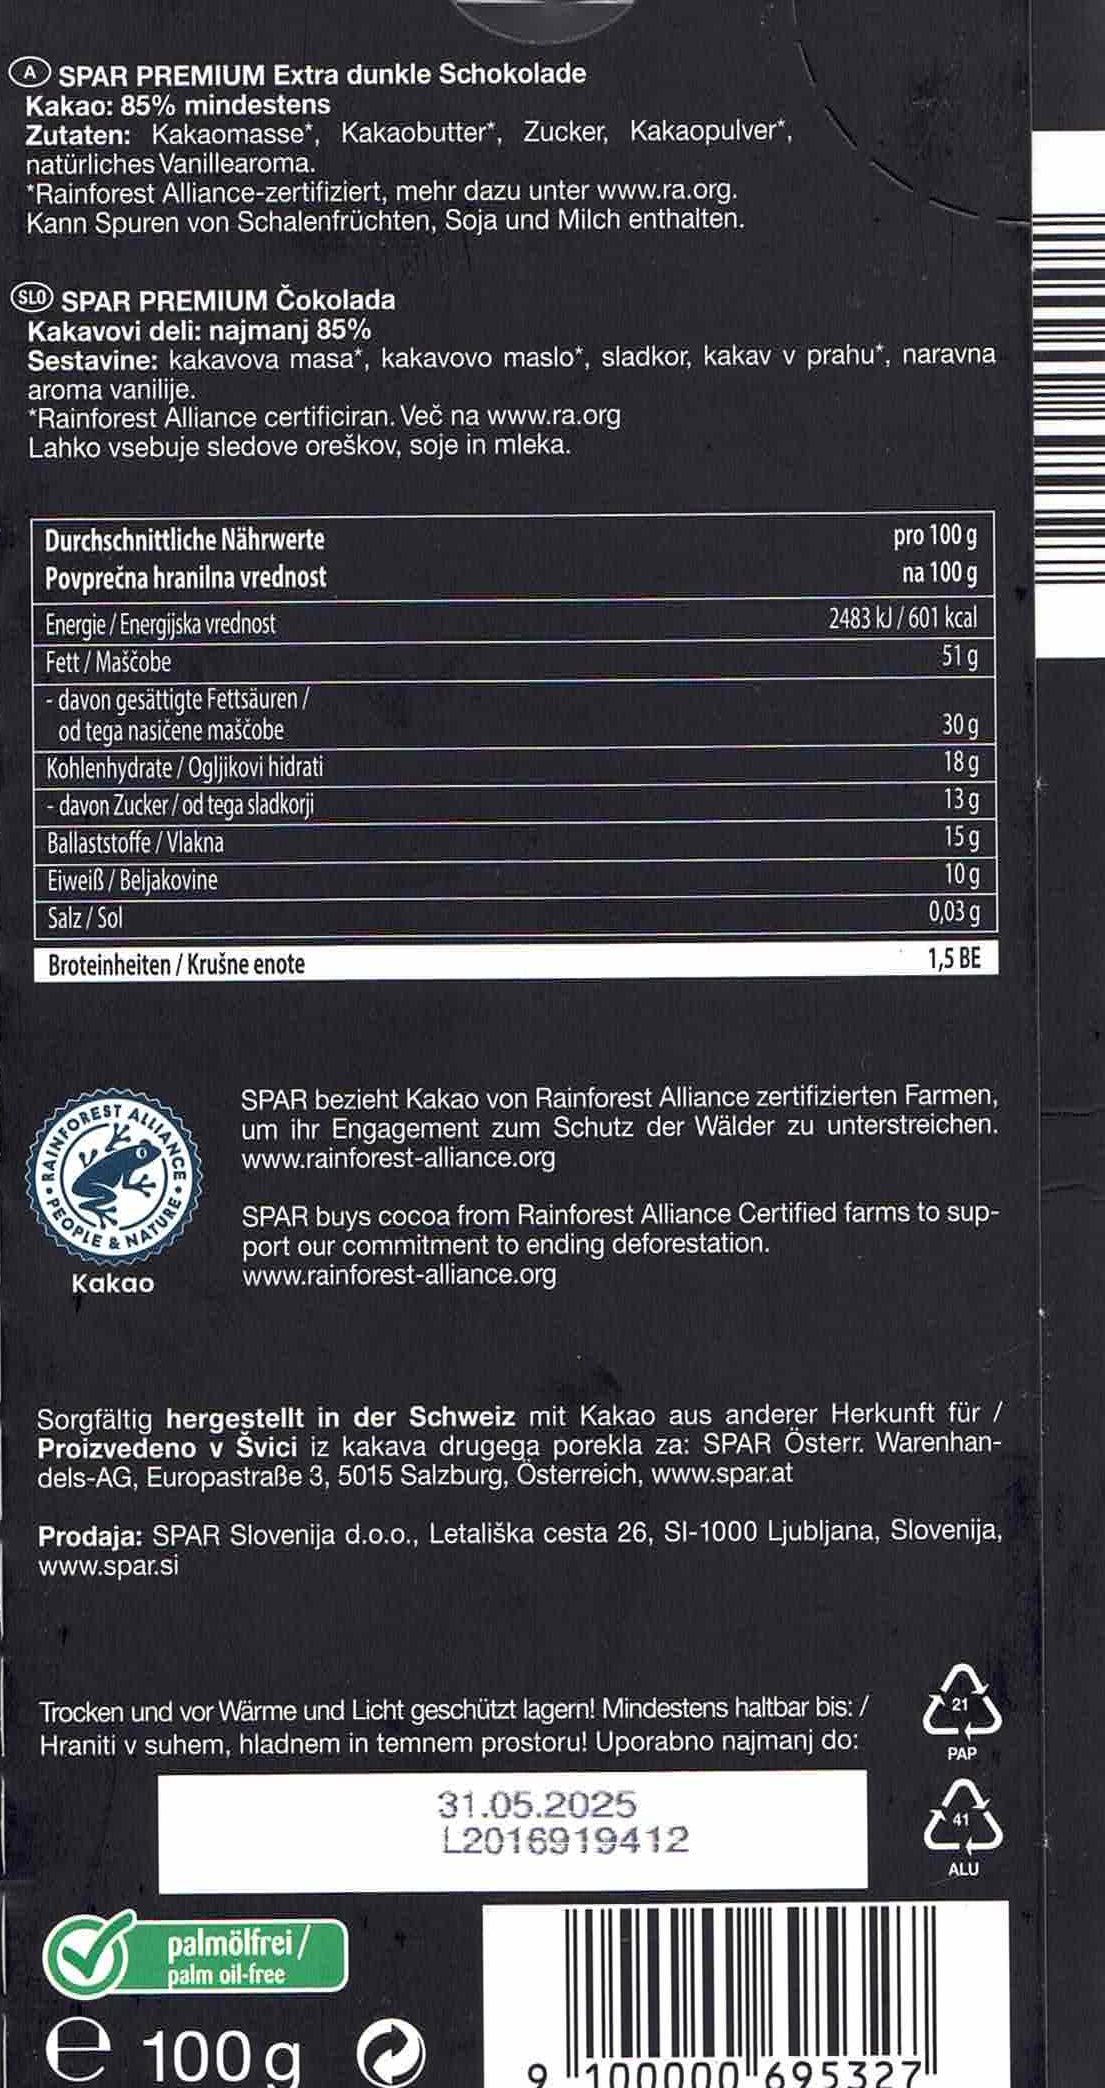 A SPAR PREMIUM Extra dunkle Schokolade
Kakao: 85% mindestens
Zutaten: Kakaomasse*, Kakaobutter*, Zucker, Kakaopulver*,
natürliches Vanillearoma.
*Rainforest Alliance-zertifiziert, mehr dazu unter www.ra.org.
Kann Spuren von Schalenfrüchten, Soja und Milch enthalten.
SLO SPAR PREMIUM Čokolada
Kakavovi deli: najmanj 85%
Sestavine: kakavova masa*, kakavovo maslo*, sladkor, kakav v prahu*, naravna
aroma vanilije.
*Rainforest Alliance certificiran. Več na www.ra.org
Lahko vsebuje sledove oreškov, soje in mleka.
Durchschnittliche Nährwerte pro 100 g
Povprečna hranilna vrednost na 100 g
Energie / Energijska vrednost 2483 kJ / 601 kcal
Fett / Maščobe 51 g
- davon gesättigte Fettsäuren /
od tega nasičene maščobe 30 g
Kohlenhydrate / Ogljikovi hidrati 18 g
- davon Zucker / od tega sladkorji 13 g
Ballaststoffe / Vlakna 15 g
Eiweiß / Beljakovine 10 g
Salz / Sol 0,03 g
Broteinheiten / Krušne enote 1,5 BE
RAINFOREST ALLIANCE
PEOPLE & NATURE
Kakao
SPAR bezieht Kakao von Rainforest Alliance zertifizierten Farmen,
um ihr Engagement zum Schutz der Wälder zu unterstreichen.
www.rainforest-alliance.org
SPAR buys cocoa from Rainforest Alliance Certified farms to sup-
port our commitment to ending deforestation.
www.rainforest-alliance.org
Sorgfältig hergestellt in der Schweiz mit Kakao aus anderer Herkunft für /
Proizvedeno v Švici iz kakava drugega porekla za: SPAR Österr. Warenhan-
dels-AG, Europastraße 3, 5015 Salzburg, Österreich, www.spar.at
Prodaja: SPAR Slovenija d.o.o., Letališka cesta 26, SI-1000 Ljubljana, Slovenija,
www.spar.si
Trocken und vor Wärme und Licht geschützt lagern! Mindestens haltbar bis: /
Hraniti v suhem, hladnem in temnem prostoru! Uporabno najmanj do:
21
PAP
31.05.2025
L2016919412
41
ALU
palmölfrei /
palm oil-free
e 100 g
9 100000 695327